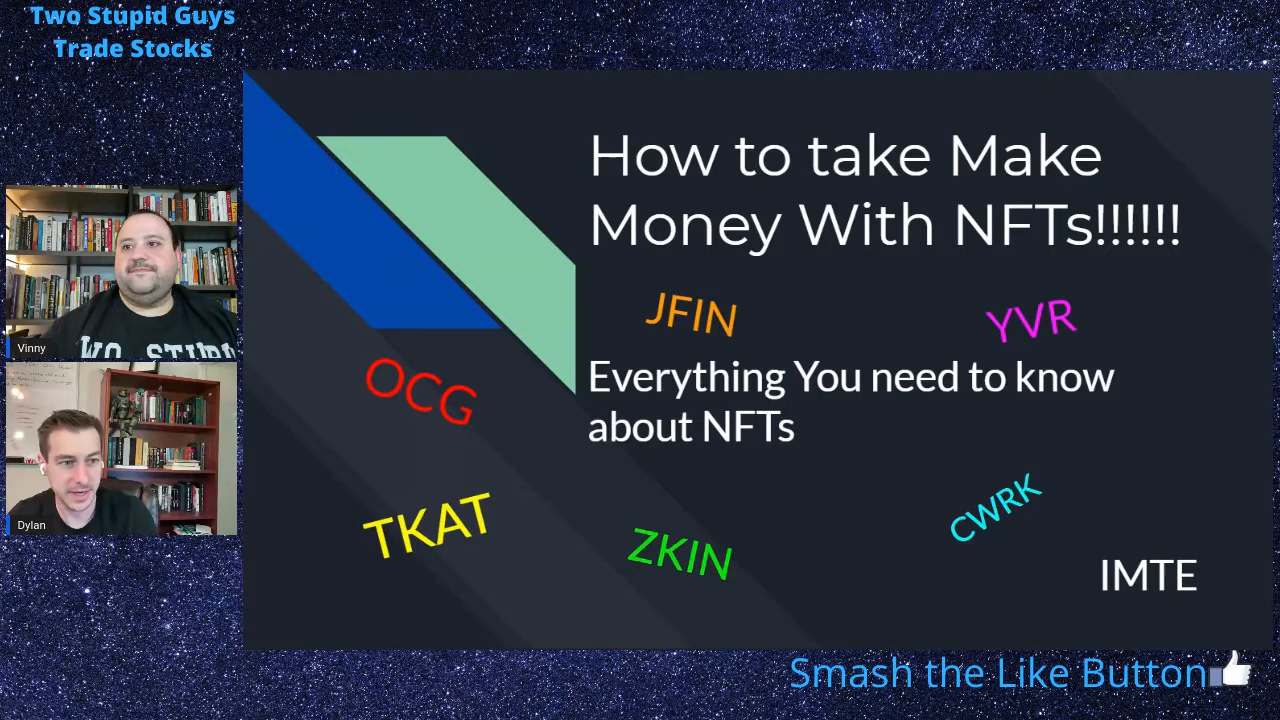 Two Stupid Guys
Trade Stocks
How to take Make
Money With NFTs!!!!!!
JFIN
YVR
Everything You need to know
about NFTs
OCG
TKAT
ZKIN
CWRK
IMTE
Vinny
Dylan
Smash the Like Button